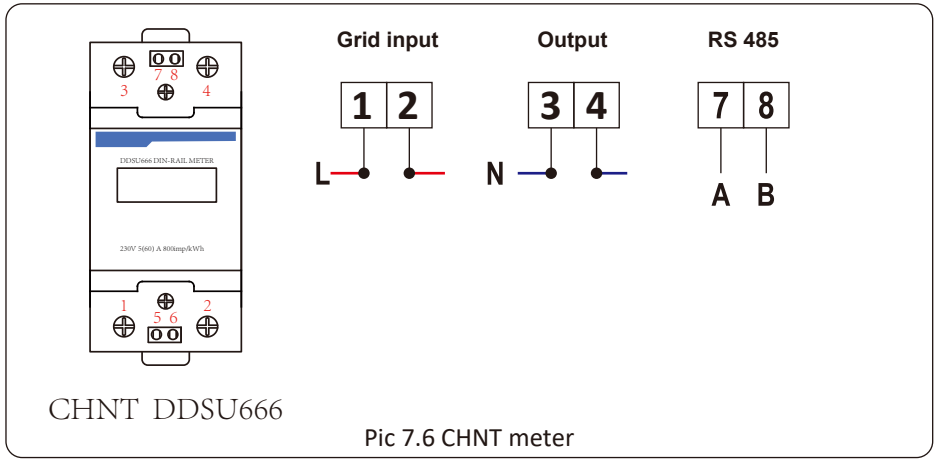 7 8
3 4
DDSU666 DIN-RAIL METER
230V 5(60) A 800imp/kWh
1 2
5 6
CHNT DDSU666
Grid input
1 2
L
Output
3 4
N
RS 485
7 8
A B
Pic 7.6 CHNT meter